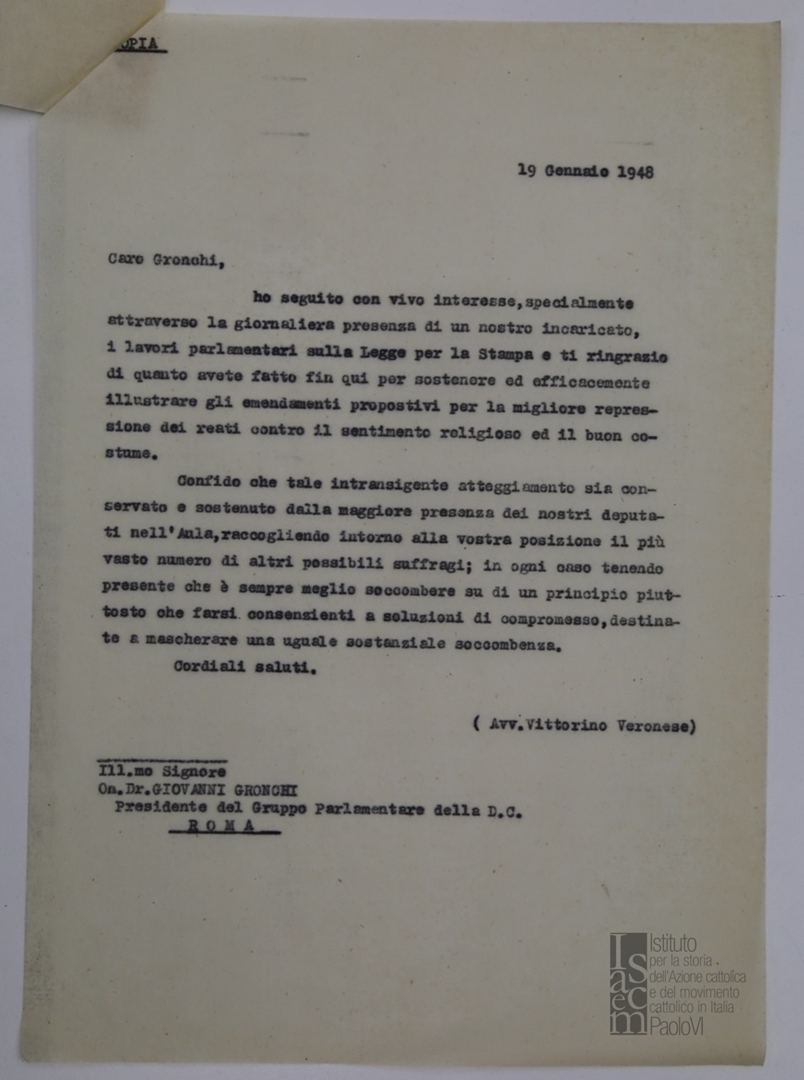 OPIA
19 Gennaio 1948
Caro Gronchi,
ho seguito con vivo interesse,specialmente
attraverso la giornaliera presenza di un nostro incaricato,
i lavori parlamentari sulla Legge per la Stampa e ti ringrazio
di quanto avete fatto fin qui per sostenere ed efficacemente
illustrare gli emendamenti propostivi per la migliore repres-
sione dei reati contro il sentimento religioso ed il buon co-
stume.
Confido che tale intransigente atteggiamento sia con-
servato e sostenuto dalla maggiore presenza dei nostri deputa-
ti nell'Aula,raccogliendo intorno alla vostra posizione il più
vasto numero di altri possibili suffragi; in ogni caso tenendo
presente che è sempre meglio soccombere su di un principio piut-
tosto che farsi consenzienti a soluzioni di compromesso,destina-
te a mascherare una uguale sostanziale soccombenza.
Cordiali saluti.
( Avv.Vittorino Veronese)
Ill.mo Signore
On.Dr.GIOVANNI GRONCHI
Presidente del Gruppo Parlamentare della D.C.
R O M A
Isacem
Istituto
per la storia
dell'Azione cattolica
e del movimento
cattolico in Italia
PaoloVI